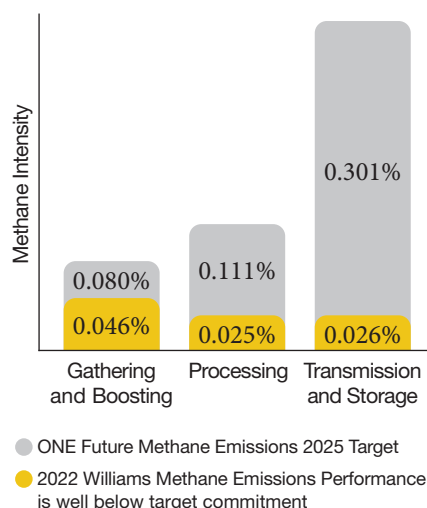 Methane Intensity
0.301%
0.080%
0.111%
0.046%
0.025%
0.026%
Gathering
and Boosting
Processing
Transmission
and Storage
ONE Future Methane Emissions 2025 Target
2022 Williams Methane Emissions Performance
is well below target commitment